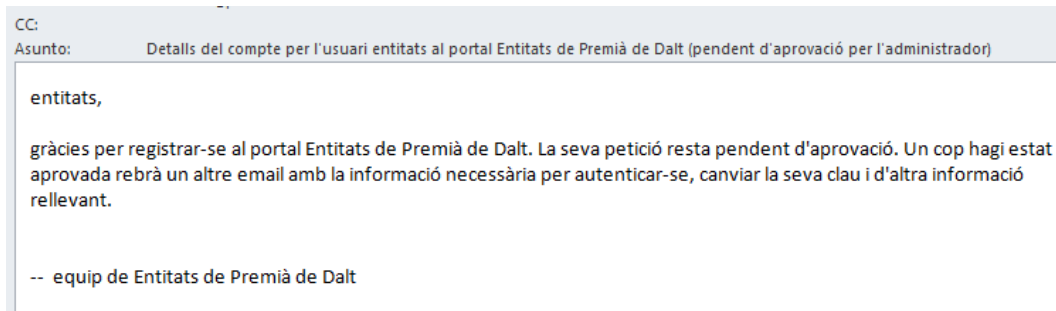 CC:
Asunto: Detalls del compte per l'usuari entitats al portal Entitats de Premià de Dalt (pendent d'aprovació per l'administrador)
entitats,
gràcies per registrar-se al portal Entitats de Premià de Dalt. La seva petició resta pendent d'aprovació. Un cop hagi estat
aprovada rebrà un altre email amb la informació necessària per autenticar-se, canviar la seva clau i d'altra informació
rellevant.
-- equip de Entitats de Premià de Dalt